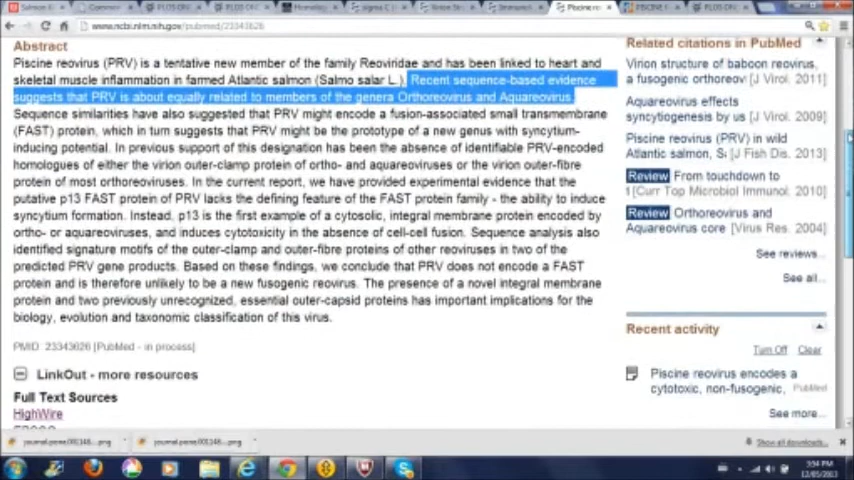 www.ncbi.nlm.nih.gov/pubmed/23343626
Abstract
Piscine reovirus (PRV) is a tentative new member of the family Reoviridae and has been linked to heart and
skeletal muscle inflammation in farmed Atlantic salmon (Salmo salar L.). Recent sequence-based evidence
suggests that PRV is about equally related to members of the genera Orthoreovirus and Aquareovirus.
Sequence similarities have also suggested that PRV might encode a fusion-associated small transmembrane
(FAST) protein, which in turn suggests that PRV might be the prototype of a new genus with syncytium-
inducing potential. In previous support of this designation has been the absence of identifiable PRV-encoded
homologues of either the virion outer-clamp protein of ortho- and aquareoviruses or the virion outer-fibre
protein of most orthoreoviruses. In the current report, we have provided experimental evidence that the
putative p13 FAST protein of PRV lacks the defining feature of the FAST protein family - the ability to induce
syncytium formation. Instead, p13 is the first example of a cytosolic, integral membrane protein encoded by
ortho- or aquareoviruses, and induces cytotoxicity in the absence of cell-cell fusion. Sequence analysis also
identified signature motifs of the outer-clamp and outer-fibre proteins of other reoviruses in two of the
predicted PRV gene products. Based on these findings, we conclude that PRV does not encode a FAST
protein and is therefore unlikely to be a new fusogenic reovirus. The presence of a novel integral membrane
protein and two previously unrecognized, essential outer-capsid proteins has important implications for the
biology, evolution and taxonomic classification of this virus.
PMID: 23343626 [PubMed - in process]
LinkOut - more resources
Full Text Sources
HighWire
Related citations in PubMed
Virion structure of baboon reovirus,
a fusogenic orthoreov [J Virol. 2011]
Aquareovirus effects
syncytiogenesis by us [J Virol. 2009]
Piscine reovirus (PRV) in wild
Atlantic salmon, S [J Fish Dis. 2013]
Review From touchdown to
t [Curr Top Microbiol Immunol. 2010]
Review Orthoreovirus and
Aquareovirus core [Virus Res. 2004]
See reviews...
See all...
Recent activity
Turn Off Clear
Piscine reovirus encodes a
cytotoxic, non-fusogenic, PubMed
See more...
Show all downloads...
5:54 PM
12/05/2013